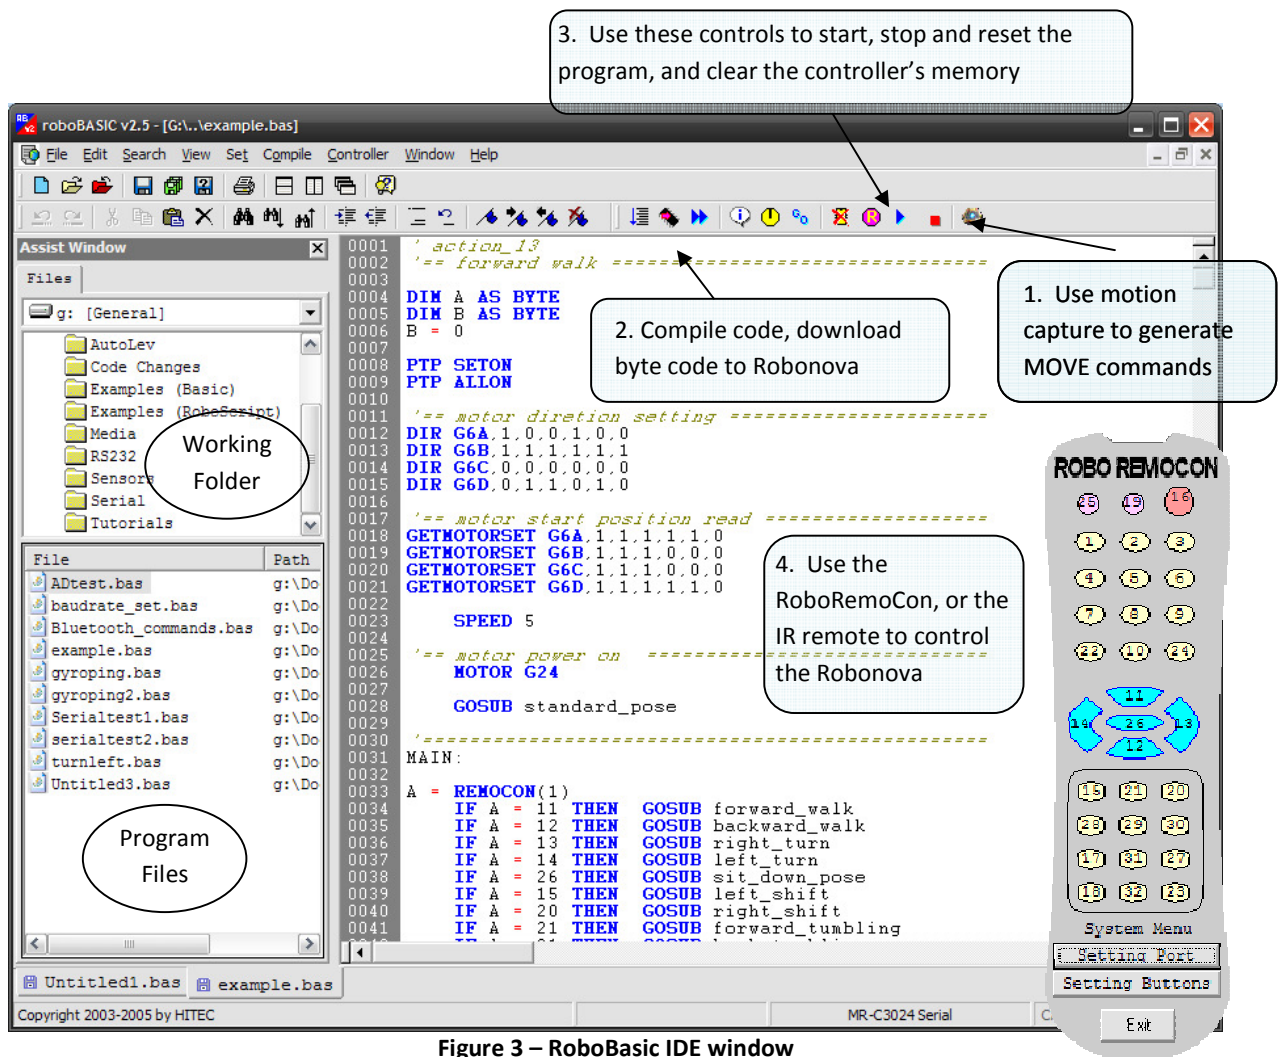 3. Use these controls to start, stop and reset the
program, and clear the controller's memory
roboBASIC v2.5 - [G:\..\example.bas]
File Edit Search View Set Compile Controller Window Help
Assist Window
Files
g: [General]
AutoLev
Code Changes
Examples (Basic)
Examples (RoboScript)
Media
RS232
Sensors
Serial
Tutorials
Working
Folder
File Path
ADtest.bas g:\Do
baudrate_set.bas g:\Do
Bluetooth_commands.bas g:\Do
example.bas g:\Do
gyroping.bas g:\Do
gyroping2.bas g:\Do
Serialtest1.bas g:\Do
serialtest2.bas g:\Do
turnleft.bas g:\Do
Untitled3.bas g:\Do
Program
Files
0001 ' action_13
0002 '== forward walk ================================
0003
0004 DIM A AS BYTE
0005 DIM B AS BYTE
0006 B = 0
0007
0008 PTP SETON
0009 PTP ALLON
0010
0011 '== motor diretion setting ======================
0012 DIR G6A,1,0,0,1,0,0
0013 DIR G6B,1,1,1,1,1,1
0014 DIR G6C,0,0,0,0,0,0
0015 DIR G6D,0,1,1,0,1,0
0016
0017 '== motor start position read ===================
0018 GETMOTORSET G6A,1,1,1,1,1,0
0019 GETMOTORSET G6B,1,1,1,0,0,0
0020 GETMOTORSET G6C,1,1,1,0,0,0
0021 GETMOTORSET G6D,1,1,1,1,1,0
0022
0023 SPEED 5
0024
0025 '== motor power on =============================
0026 MOTOR G24
0027
0028 GOSUB standard_pose
0029
0030 '================================================
0031 MAIN:
0032
0033 A = REMOCON(1)
0034 IF A = 11 THEN GOSUB forward_walk
0035 IF A = 12 THEN GOSUB backward_walk
0036 IF A = 13 THEN GOSUB right_turn
0037 IF A = 14 THEN GOSUB left_turn
0038 IF A = 26 THEN GOSUB sit_down_pose
0039 IF A = 15 THEN GOSUB left_shift
0040 IF A = 20 THEN GOSUB right_shift
0041 IF A = 21 THEN GOSUB forward_tumbling
2. Compile code, download
byte code to Robonova
1. Use motion
capture to generate
MOVE commands
4. Use the
RoboRemoCon, or the
IR remote to control
the Robonova
ROBO REMOCON
25 19 16
1 2 3
4 5 6
7 8 9
22 10 24
11
14 26 13
12
15 21 20
28 29 30
17 31 27
18 32 23
System Menu
Setting Port
Setting Buttons
Exit
Untitled1.bas example.bas
Copyright 2003-2005 by HITEC MR-C3024 Serial
Figure 3 – RoboBasic IDE window